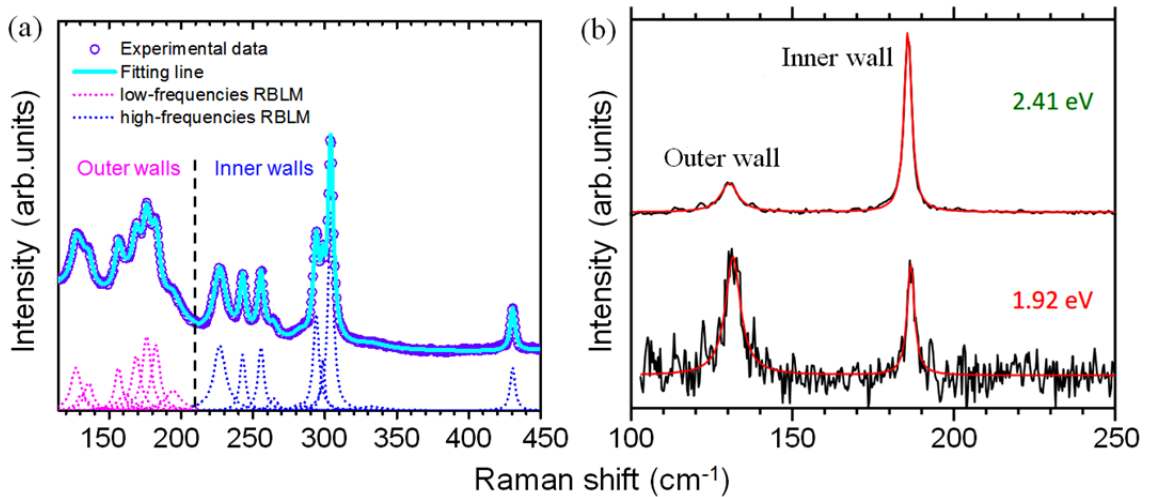 (a)
Experimental data
Fitting line
low-frequencies RBLM
high-frequencies RBLM
Outer walls
Inner walls
Intensity (arb.units)
150 200 250 300 350 400 450
(b)
Inner wall
2.41 eV
Outer wall
1.92 eV
Intensity (arb.units)
100 150 200 250
Raman shift (cm-1)